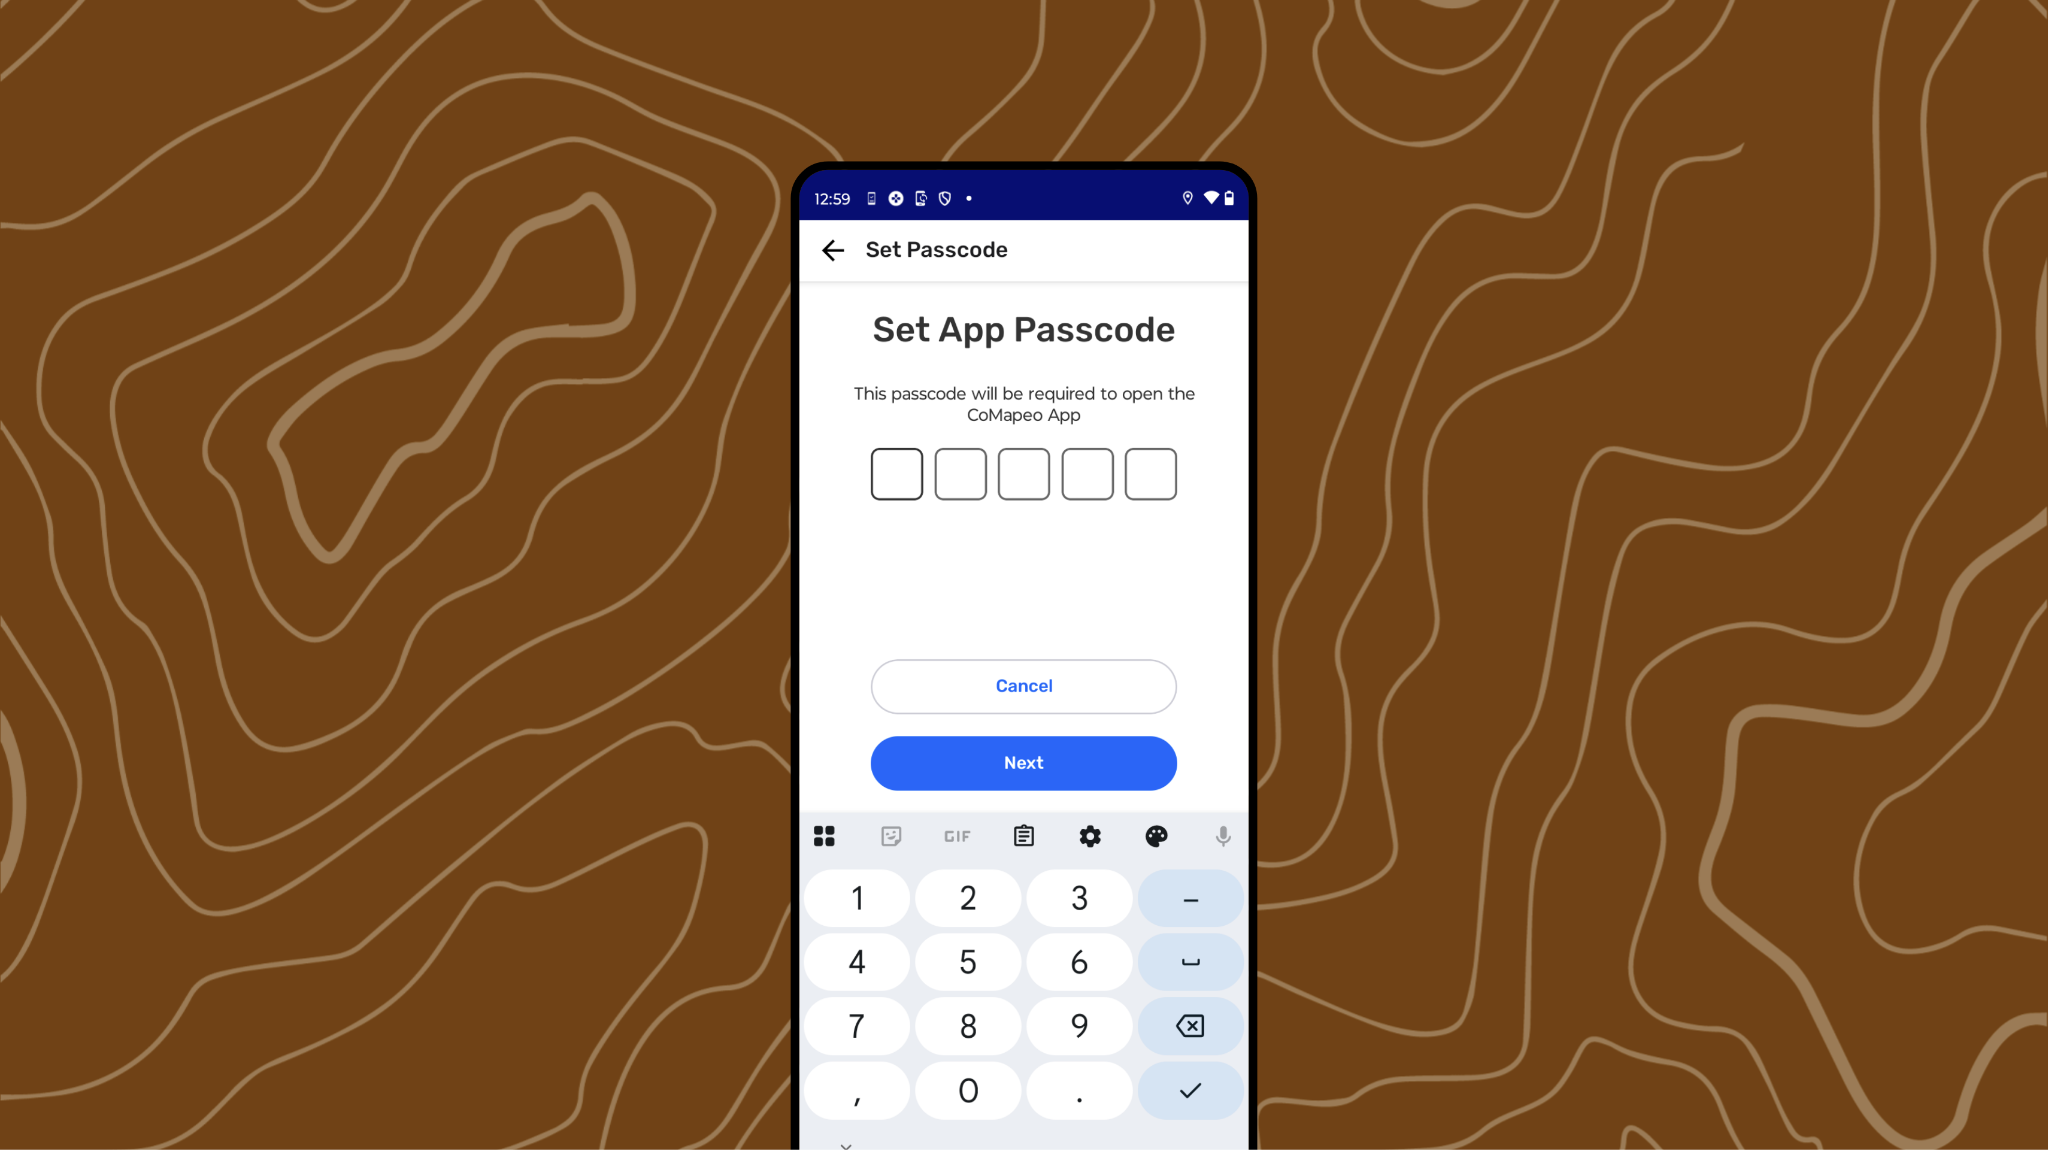 12:59
Set Passcode
Set App Passcode
This passcode will be required to open the
CoMapeo App
Cancel
Next
GIF
1 2 3 –
4 5 6
7 8 9
, 0 .